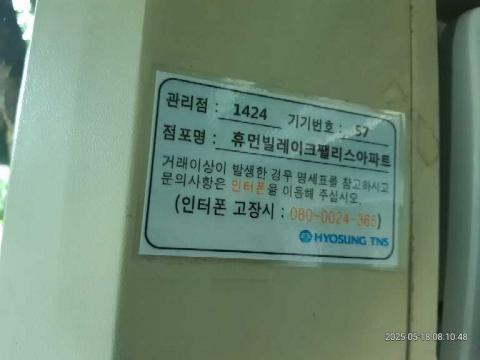 관리점 : 1424 기기번호 : 57
점포명 : 휴먼빌레이크팰리스아파트
거래이상이 발생한 경우 명세표를 참고하시고
문의사항은 인터폰을 이용해 주십시오.
(인터폰 고장시 : 080-0024-365)
HYOSUNG TNS
2025-05-18 08:10:48